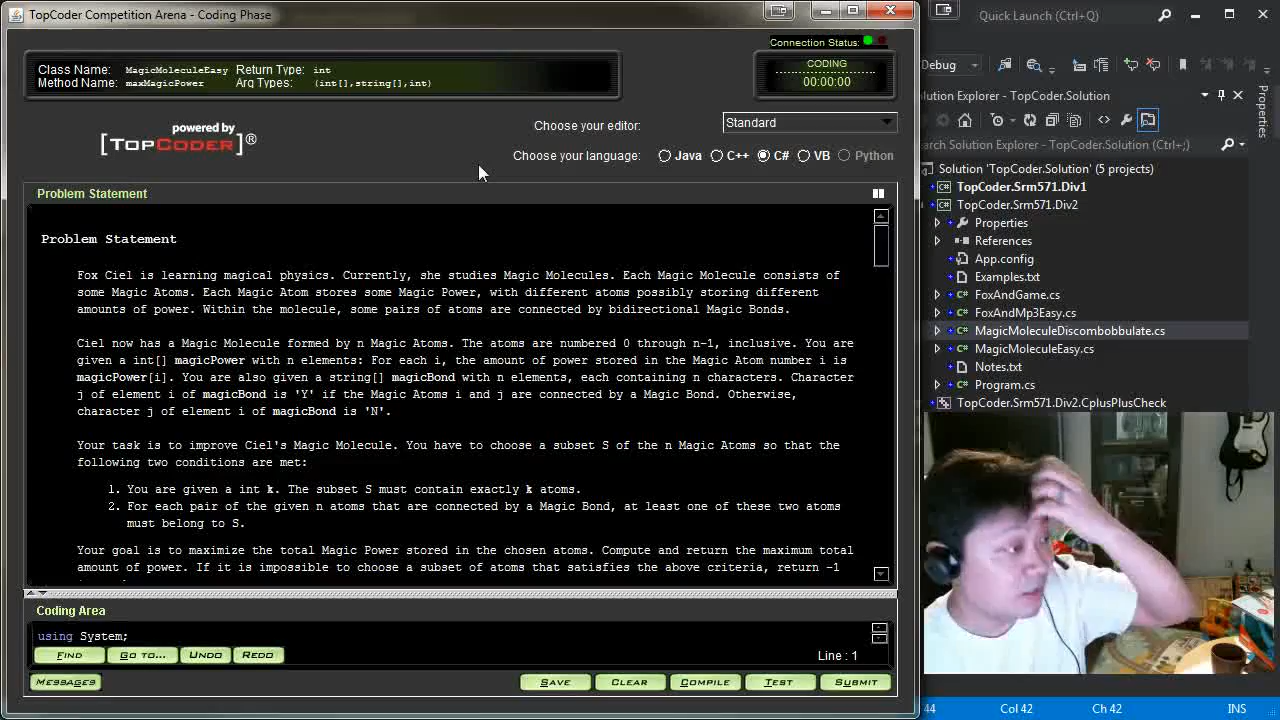 TopCoder Competition Arena - Coding Phase
Connection Status:
Class Name: MagicMoleculeEasy Return Type: int
Method Name: maxMagicPower Arg Types: (int[],string[],int)
CODING
00:00:00
powered by
[TOPCODER]®
Choose your editor: Standard
Choose your language: Java C++ C# VB Python
Problem Statement
Problem Statement
Fox Ciel is learning magical physics. Currently, she studies Magic Molecules. Each Magic Molecule consists of
some Magic Atoms. Each Magic Atom stores some Magic Power, with different atoms possibly storing different
amounts of power. Within the molecule, some pairs of atoms are connected by bidirectional Magic Bonds.
Ciel now has a Magic Molecule formed by n Magic Atoms. The atoms are numbered 0 through n-1, inclusive. You are
given a int[] magicPower with n elements: For each i, the amount of power stored in the Magic Atom number i is
magicPower[i]. You are also given a string[] magicBond with n elements, each containing n characters. Character
j of element i of magicBond is 'Y' if the Magic Atoms i and j are connected by a Magic Bond. Otherwise,
character j of element i of magicBond is 'N'.
Your task is to improve Ciel's Magic Molecule. You have to choose a subset S of the n Magic Atoms so that the
following two conditions are met:
1. You are given a int k. The subset S must contain exactly k atoms.
2. For each pair of the given n atoms that are connected by a Magic Bond, at least one of these two atoms
must belong to S.
Your goal is to maximize the total Magic Power stored in the chosen atoms. Compute and return the maximum total
amount of power. If it is impossible to choose a subset of atoms that satisfies the above criteria, return -1
Coding Area
using System;
FIND GO TO... UNDO REDO
Line : 1
MESSAGES SAVE CLEAR COMPILE TEST SUBMIT
Quick Launch (Ctrl+Q)
Debug
lution Explorer - TopCoder.Solution
Properties
arch Solution Explorer - TopCoder.Solution (Ctrl+;)
Solution 'TopCoder.Solution' (5 projects)
TopCoder.Srm571.Div1
TopCoder.Srm571.Div2
Properties
References
App.config
Examples.txt
FoxAndGame.cs
FoxAndMp3Easy.cs
MagicMoleculeDiscombobbulate.cs
MagicMoleculeEasy.cs
Notes.txt
Program.cs
TopCoder.Srm571.Div2.CplusPlusCheck
44 Col 42 Ch 42 INS